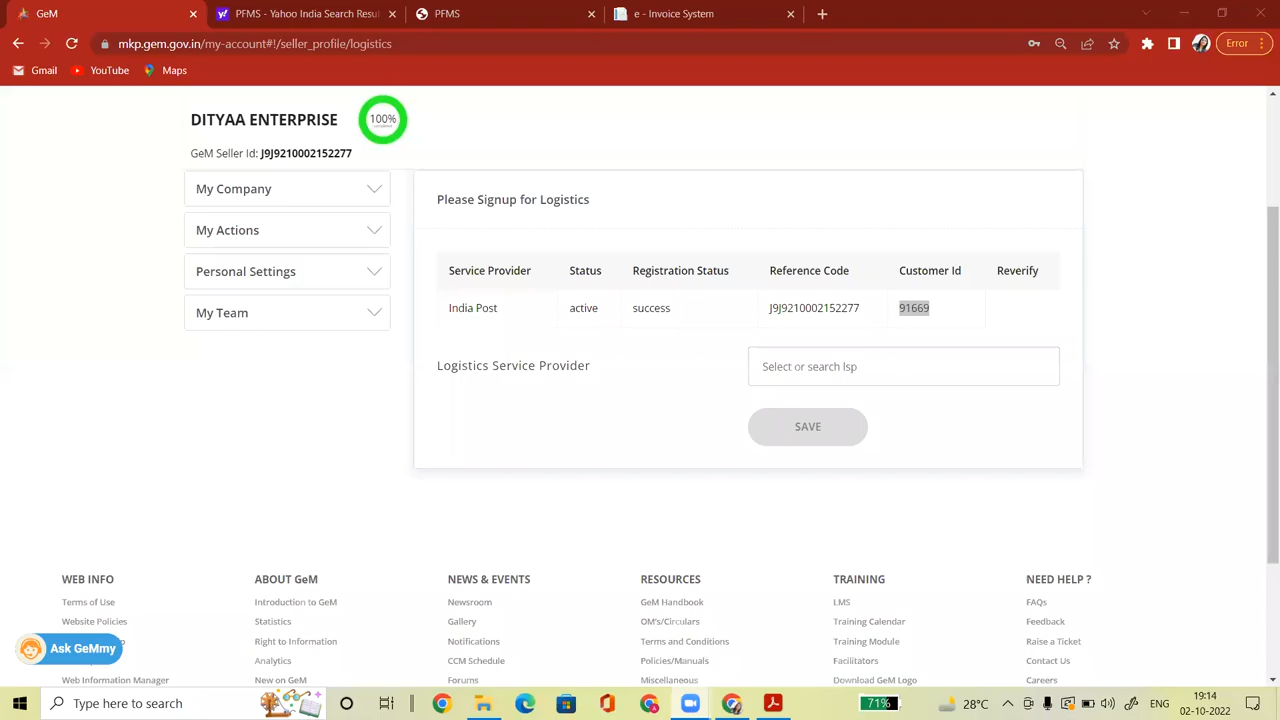 GeM
PFMS - Yahoo India Search Resul
PFMS
e - Invoice System
mkp.gem.gov.in/my-account#!/seller_profile/logistics
Error
Gmail
YouTube
Maps
DITYAA ENTERPRISE
100%
GeM Seller Id: J9J9210002152277
My Company
My Actions
Personal Settings
My Team
Please Signup for Logistics
Service Provider Status Registration Status Reference Code Customer Id Reverify
India Post active success J9J9210002152277 91669
Logistics Service Provider
Select or search lsp
SAVE
WEB INFO ABOUT GeM NEWS & EVENTS RESOURCES TRAINING NEED HELP ?
Terms of Use Introduction to GeM Newsroom GeM Handbook LMS FAQs
Website Policies Statistics Gallery OM's/Circulars Training Calendar Feedback
Right to Information Notifications Terms and Conditions Training Module Raise a Ticket
Ask GeMmy
Analytics CCM Schedule Policies/Manuals Facilitators Contact Us
Web Information Manager New on GeM Forums Miscellaneous Download GeM Logo Careers
Type here to search
71%
28°C
ENG
19:14
02-10-2022